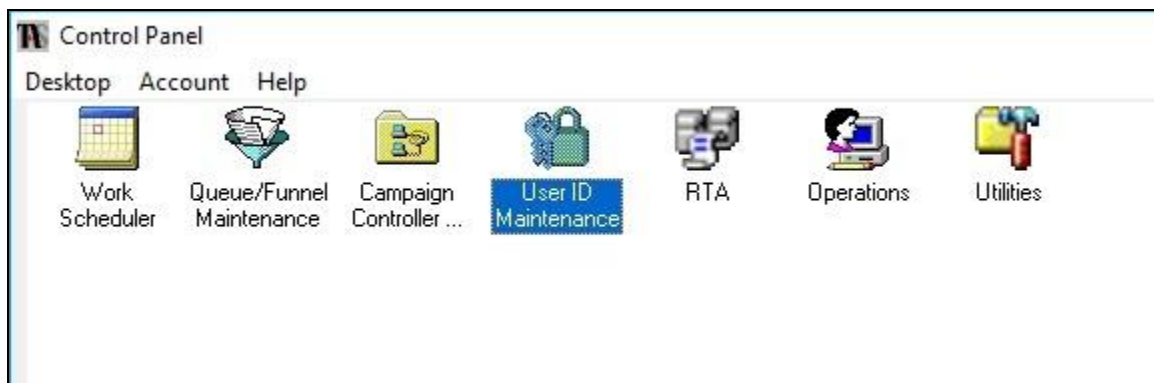 Control Panel
Desktop Account Help
Work Scheduler
Queue/Funnel Maintenance
Campaign Controller ...
User ID Maintenance
RTA
Operations
Utilities